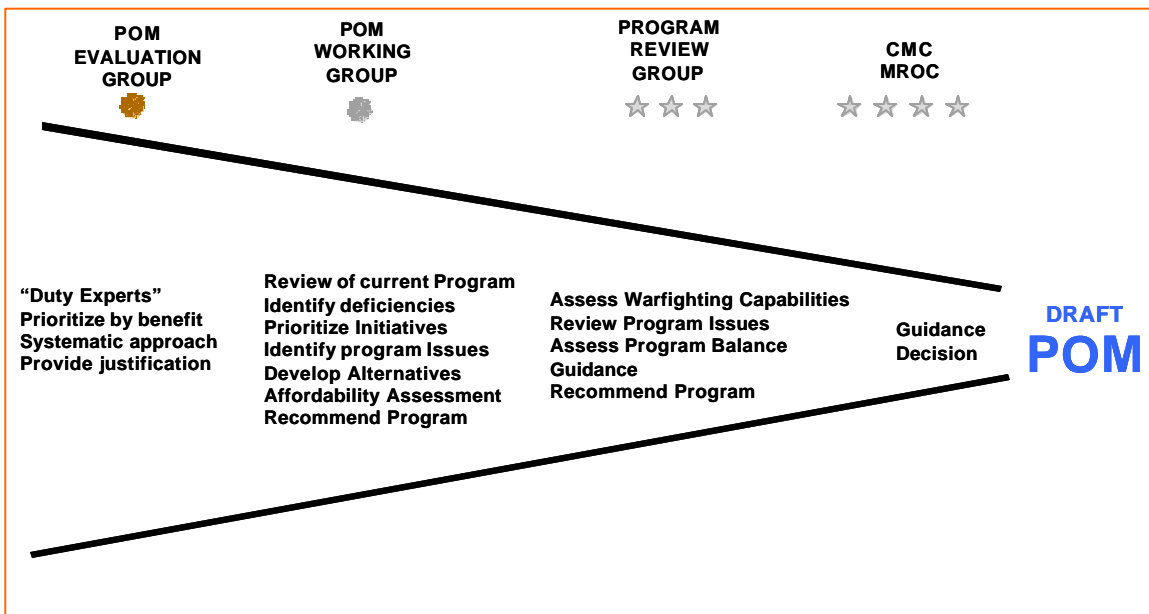 POM
EVALUATION
GROUP
POM
WORKING
GROUP
PROGRAM
REVIEW
GROUP
CMC
MROC
“Duty Experts”
Prioritize by benefit
Systematic approach
Provide justification
Review of current Program
Identify deficiencies
Prioritize Initiatives
Identify program Issues
Develop Alternatives
Affordability Assessment
Recommend Program
Assess Warfighting Capabilities
Review Program Issues
Assess Program Balance
Guidance
Recommend Program
Guidance
Decision
DRAFT
POM